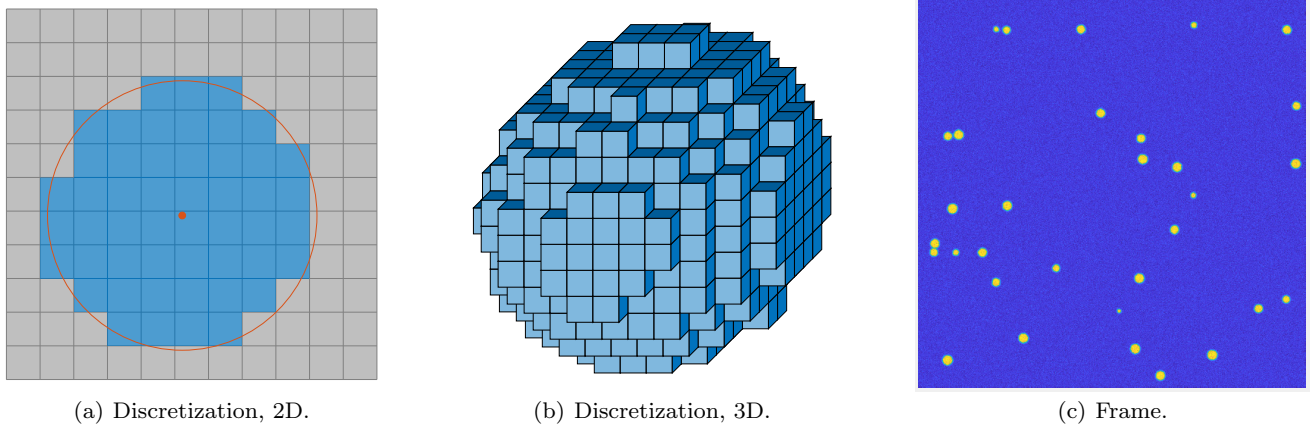 (a) Discretization, 2D.
(b) Discretization, 3D.
(c) Frame.